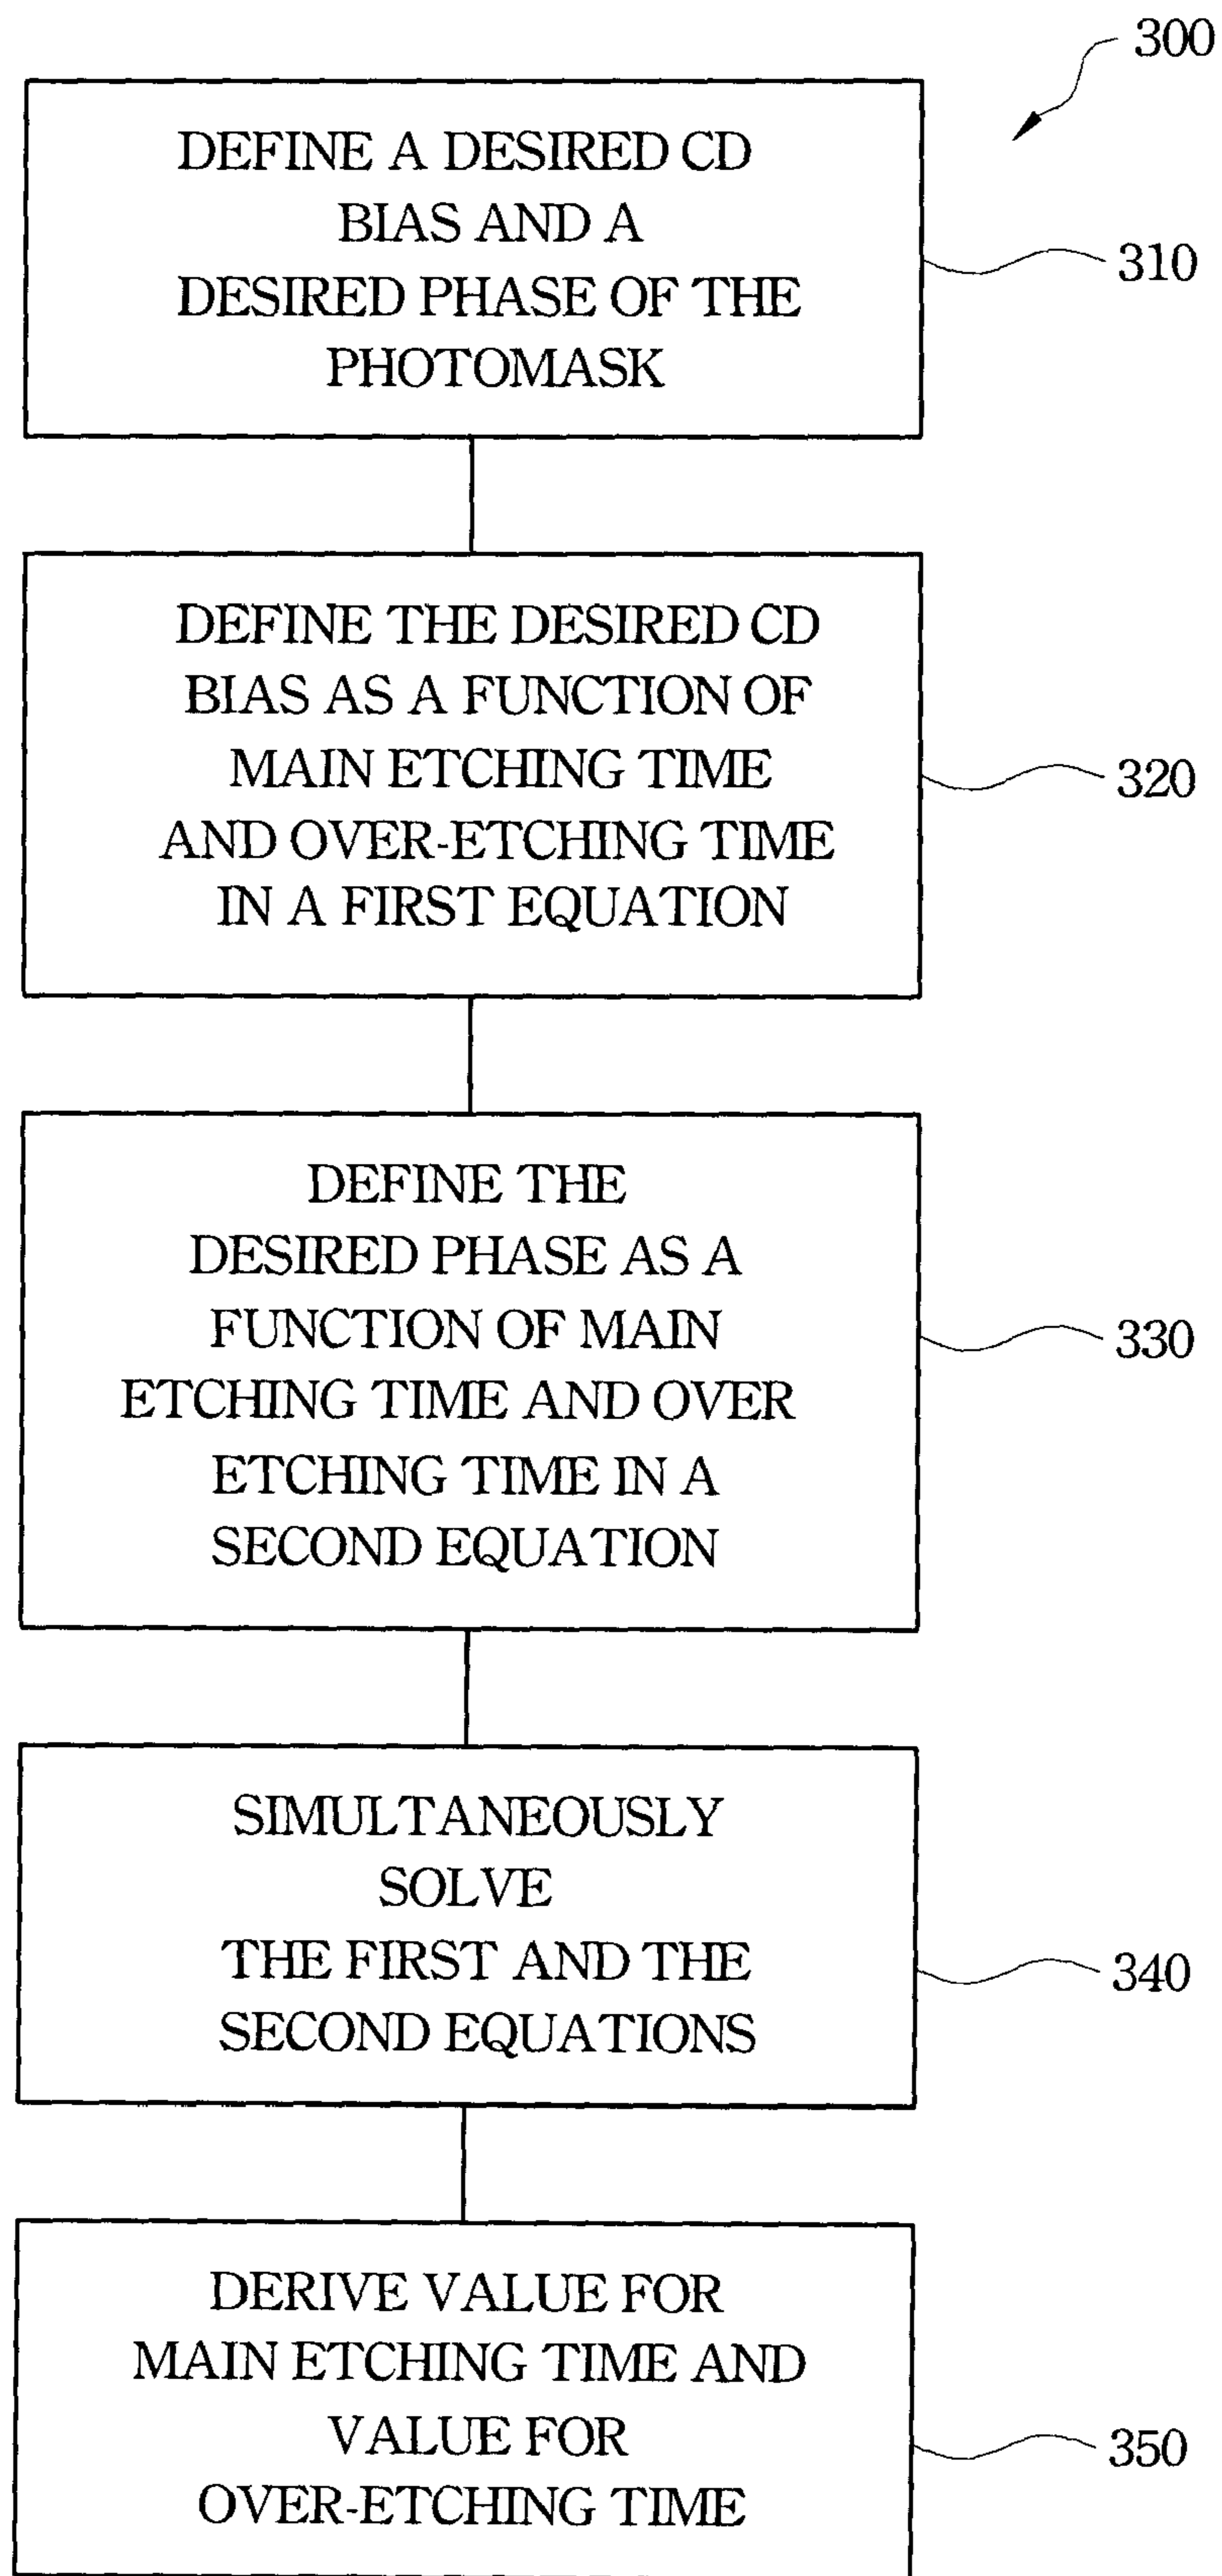 300
DEFINE A DESIRED CD
BIAS AND A
DESIRED PHASE OF THE
PHOTOMASK
310
DEFINE THE DESIRED CD
BIAS AS A FUNCTION OF
MAIN ETCHING TIME
AND OVER-ETCHING TIME
IN A FIRST EQUATION
320
DEFINE THE
DESIRED PHASE AS A
FUNCTION OF MAIN
ETCHING TIME AND OVER
ETCHING TIME IN A
SECOND EQUATION
330
SIMULTANEOUSLY
SOLVE
THE FIRST AND THE
SECOND EQUATIONS
340
DERIVE VALUE FOR
MAIN ETCHING TIME AND
VALUE FOR
OVER-ETCHING TIME
350